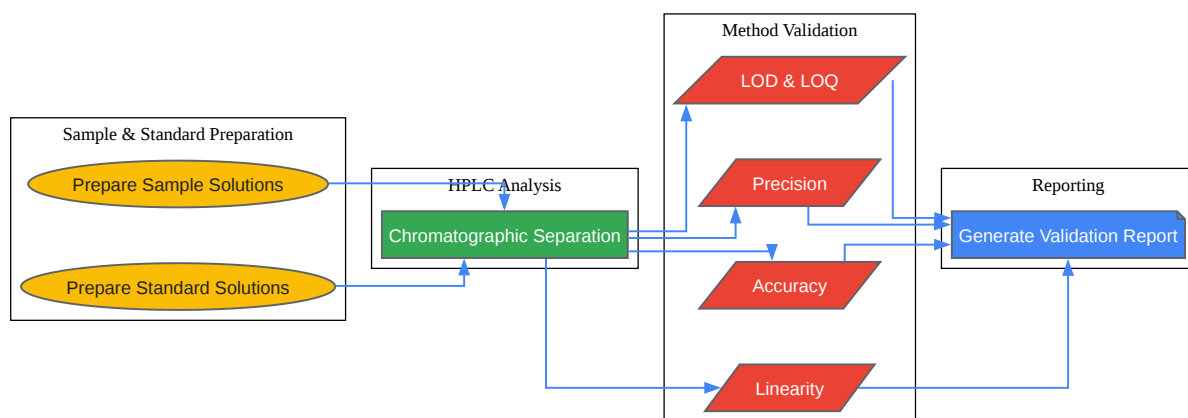 Sample & Standard Preparation
Prepare Sample Solutions
Prepare Standard Solutions
HPLC Analysis
Chromatographic Separation
Method Validation
LOD & LOQ
Precision
Accuracy
Linearity
Reporting
Generate Validation Report